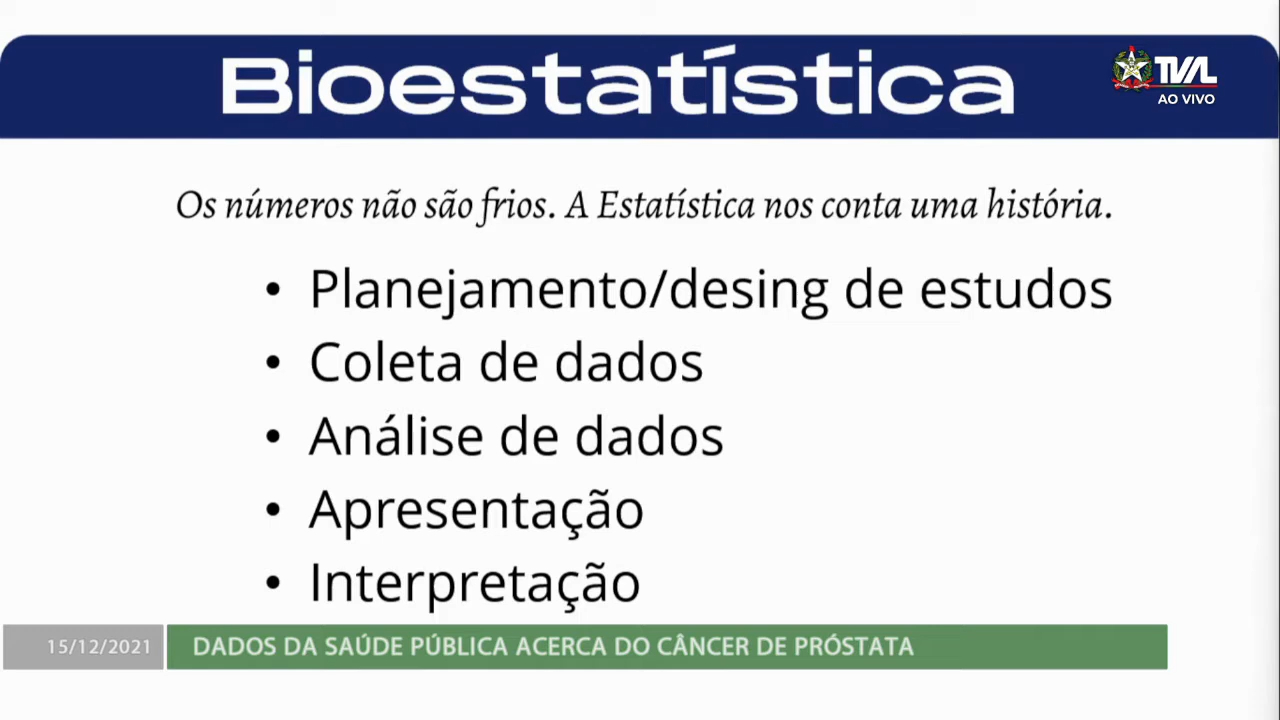 Bioestatística
TVAL
AO VIVO
Os números não são frios. A Estatística nos conta uma história.
• Planejamento/desing de estudos
• Coleta de dados
• Análise de dados
• Apresentação
• Interpretação
15/12/2021
DADOS DA SAÚDE PÚBLICA ACERCA DO CÂNCER DE PRÓSTATA